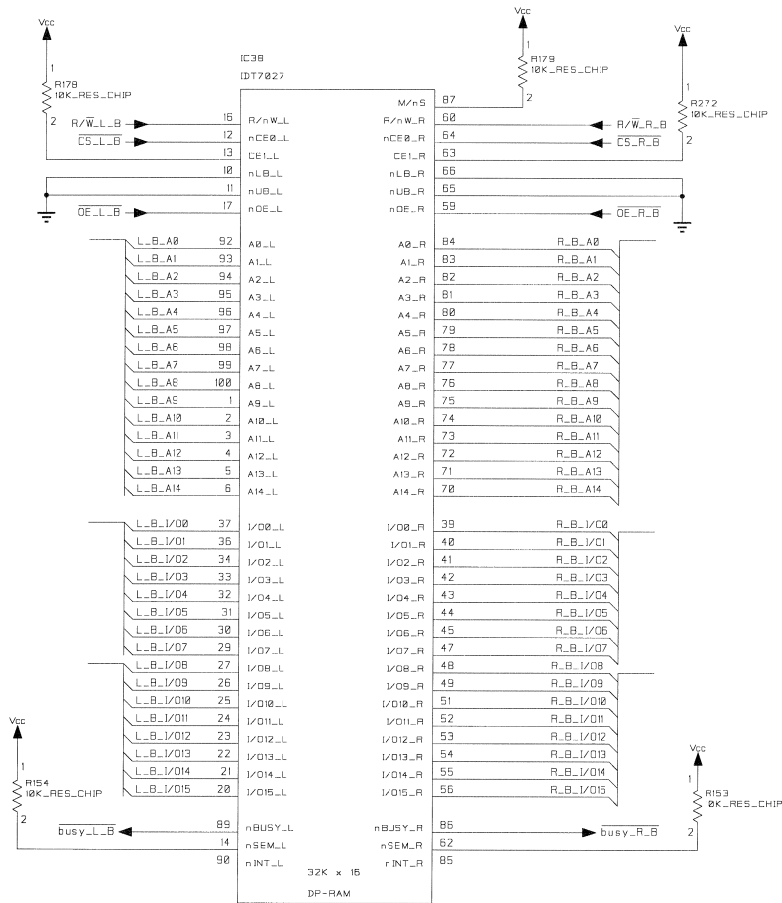 Vcc
Vcc
Vcc
1
R178
10K_RES_CHIP
2
IC38
IDT7027
1
R179
10K_RES_CHIP
2
1
R272
10K_RES_CHIP
2
M/nS 87
R/W_L_B 16 R/nW_L R/nW_R 60 R/W_R_B
CS_L_B 12 nCE0_L nCE0_R 64 CS_R_B
13 CE1_L CE1_R 63
10 nLB_L nLB_R 66
11 nUB_L nUB_R 65
OE_L_B 17 nOE_L nOE_R 59 OE_R_B
L_B_A0 92 A0_L A0_R 84 R_B_A0
L_B_A1 93 A1_L A1_R 83 R_B_A1
L_B_A2 94 A2_L A2_R 82 R_B_A2
L_B_A3 95 A3_L A3_R 81 R_B_A3
L_B_A4 96 A4_L A4_R 80 R_B_A4
L_B_A5 97 A5_L A5_R 79 R_B_A5
L_B_A6 98 A6_L A6_R 78 R_B_A6
L_B_A7 99 A7_L A7_R 77 R_B_A7
L_B_A8 100 A8_L A8_R 76 R_B_A8
L_B_A9 1 A9_L A9_R 75 R_B_A9
L_B_A10 2 A10_L A10_R 74 R_B_A10
L_B_A11 3 A11_L A11_R 73 R_B_A11
L_B_A12 4 A12_L A12_R 72 R_B_A12
L_B_A13 5 A13_L A13_R 71 R_B_A13
L_B_A14 6 A14_L A14_R 70 R_B_A14
L_B_I/O0 37 I/O0_L I/O0_R 39 R_B_I/O0
L_B_I/O1 36 I/O1_L I/O1_R 40 R_B_I/O1
L_B_I/O2 34 I/O2_L I/O2_R 41 R_B_I/O2
L_B_I/O3 33 I/O3_L I/O3_R 42 R_B_I/O3
L_B_I/O4 32 I/O4_L I/O4_R 43 R_B_I/O4
L_B_I/O5 31 I/O5_L I/O5_R 44 R_B_I/O5
L_B_I/O6 30 I/O6_L I/O6_R 45 R_B_I/O6
L_B_I/O7 29 I/O7_L I/O7_R 47 R_B_I/O7
L_B_I/O8 27 I/O8_L I/O8_R 48 R_B_I/O8
L_B_I/O9 26 I/O9_L I/O9_R 49 R_B_I/O9
L_B_I/O10 25 I/O10_L I/O10_R 51 R_B_I/O10
L_B_I/O11 24 I/O11_L I/O11_R 52 R_B_I/O11
L_B_I/O12 23 I/O12_L I/O12_R 53 R_B_I/O12
L_B_I/O13 22 I/O13_L I/O13_R 54 R_B_I/O13
L_B_I/O14 21 I/O14_L I/O14_R 55 R_B_I/O14
L_B_I/O15 20 I/O15_L I/O15_R 56 R_B_I/O15
Vcc
1
R154
10K_RES_CHIP
2
Vcc
1
R153
0K_RES_CHIP
2
busy_L_B 89 nBUSY_L nBUSY_R 86 busy_R_B
14 nSEM_L nSEM_R 62
90 nINT_L rINT_R 85
32K x 16
DP-RAM